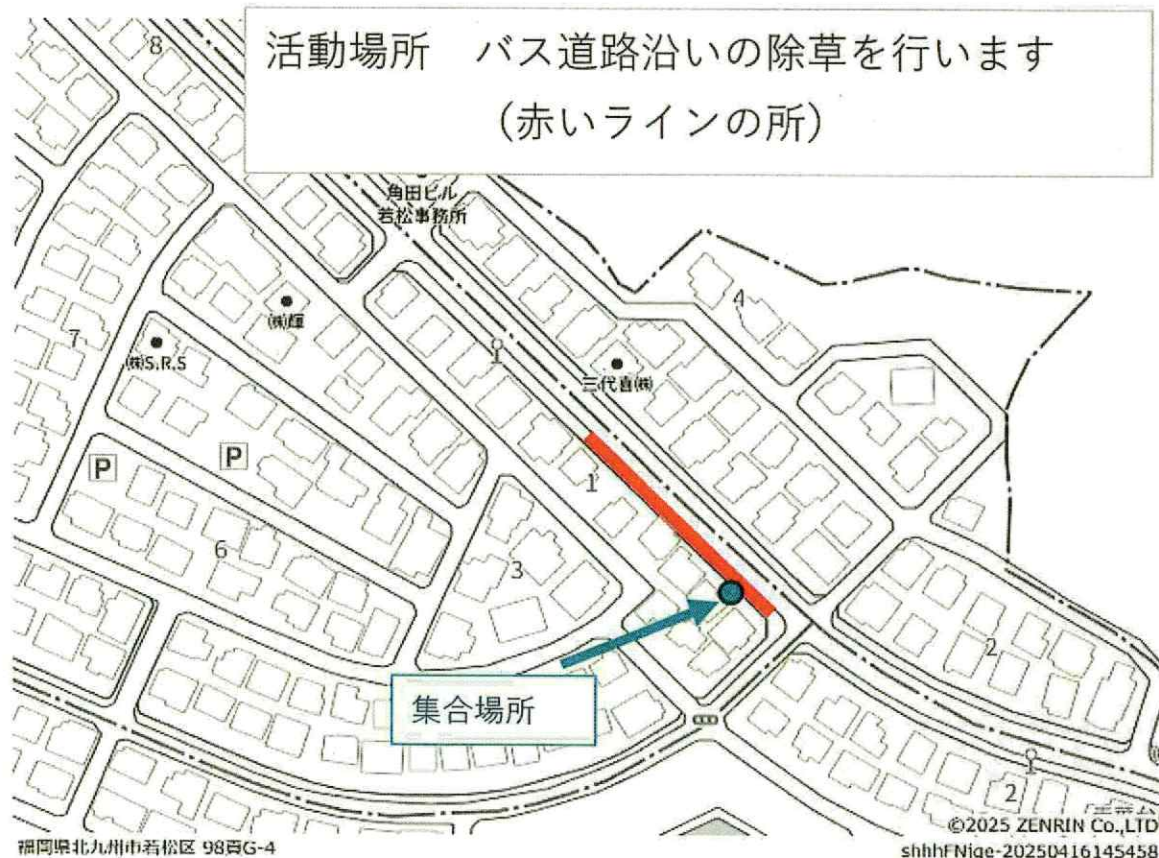 活動場所　バス道路沿いの除草を行います
(赤いラインの所)
8
角田ビル
若松事務所
4
㈱輝
7
㈱S.R.S
三代喜㈱
P
P
1
6
3
2
集合場所
2
©2025 ZENRIN Co.,LTD
福岡県北九州市若松区 98頁G-4
shhhFNjge-20250416145458